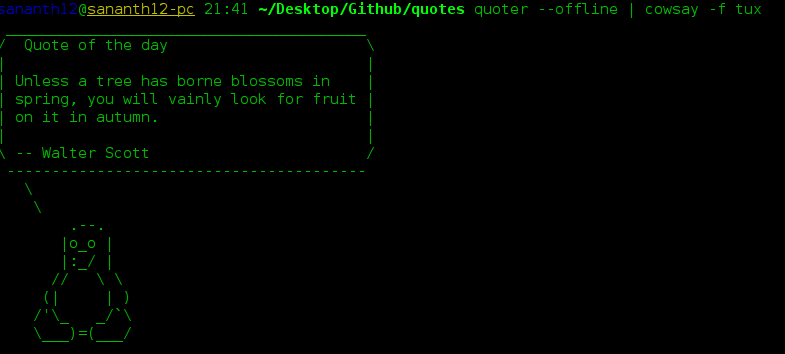 sananth12@sananth12-pc 21:41 ~/Desktop/Github/quotes quoter --offline | cowsay -f tux
 ________________________________________
/  Quote of the day                      \
|                                        |
| Unless a tree has borne blossoms in    |
| spring, you will vainly look for fruit |
| on it in autumn.                       |
|                                        |
\ -- Walter Scott                        /
 ----------------------------------------
   \
    \
        .--.
       |o_o |
       |:_/ |
      //   \ \
     (|     | )
    /'\_   _/`\
    \___)=(___/